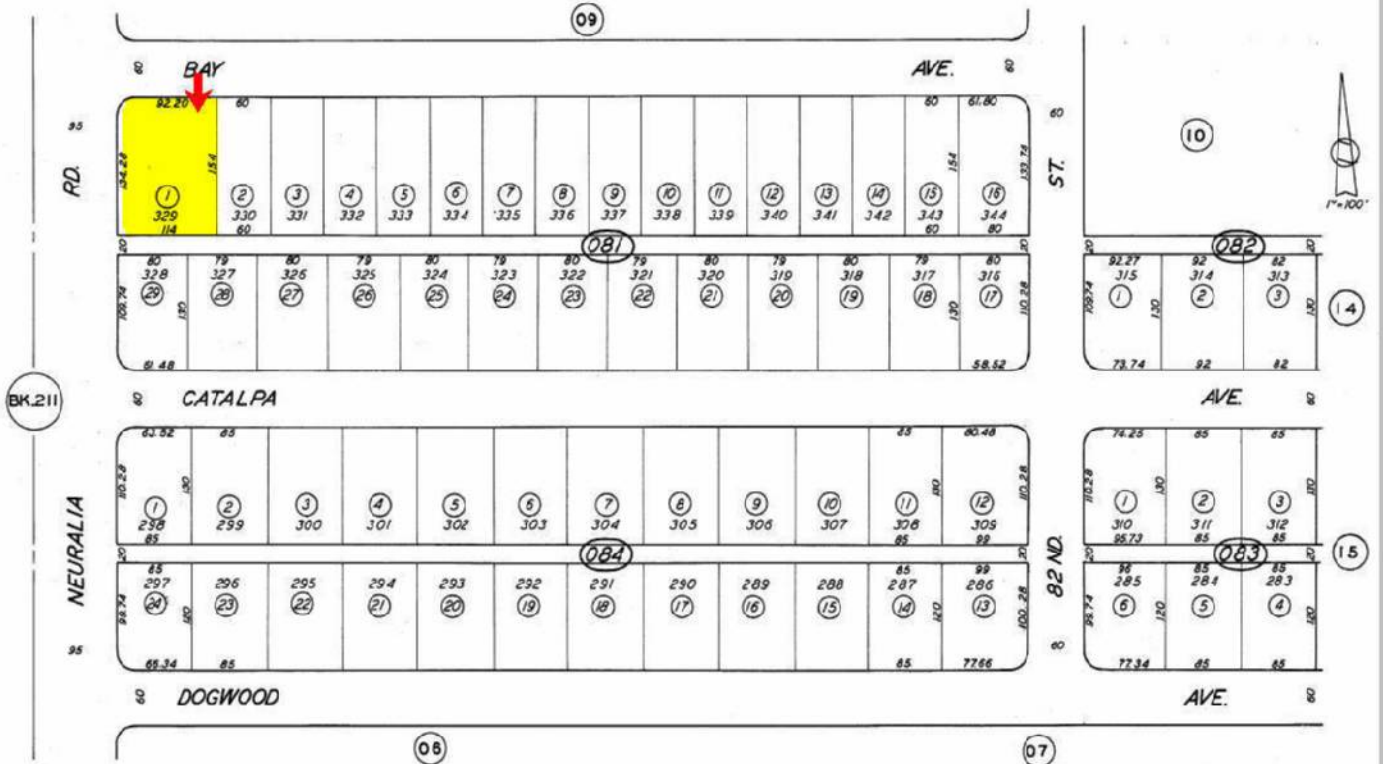 09
60 BAY AVE. 60
92.20 60 60 61.80
95 60
RD. 134.28 154 154 133.74 ST. 10
1 2 3 4 5 6 7 8 9 10 11 12 13 14 15 16
329 330 331 332 333 334 335 336 337 338 339 340 341 342 343 344
1"=100'
114 60 60 80
20 081 20 20 082 20
80 79 80 79 80 79 80 79 80 79 80 79 80 92.27 92 82
328 327 326 325 324 323 322 321 320 319 318 317 316 315 314 313
29 28 27 26 25 24 23 22 21 20 19 18 17 1 2 3 14
109.74 130 130 110.28 109.74 130 130
61.48 58.52 73.74 92 82
BK.211
60 CATALPA AVE. 60
63.52 85 85 80.48 74.25 85 85
110.28 130 130 110.28 110.28 130 130
1 2 3 4 5 6 7 8 9 10 11 12 1 2 3
298 299 300 301 302 303 304 305 306 307 308 309 310 311 312
85 85 99 95.73 85 85
20 084 20 20 083 20 15
NEURALIA 82 ND.
85 85 99 96 85 85
297 296 295 294 293 292 291 290 289 288 287 286 285 284 283
24 23 22 21 20 19 18 17 16 15 14 13 6 5 4
99.74 120 120 100.28 120 120
95 60
65.34 85 85 77.66 77.34 85 85
60 DOGWOOD AVE. 60
06 07